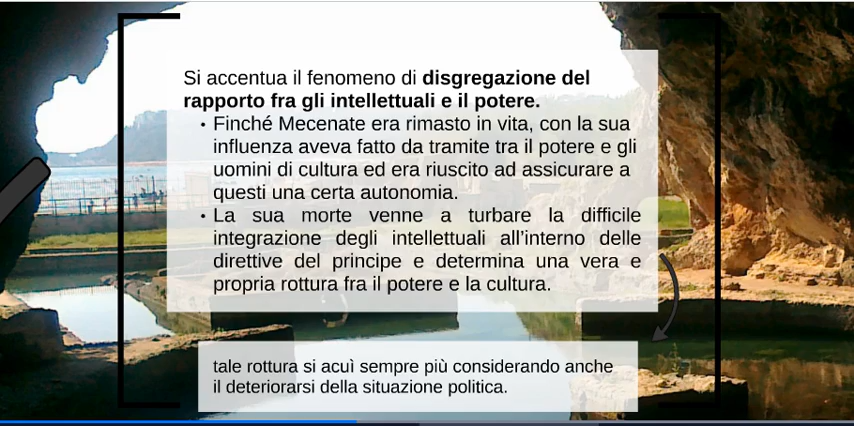 Si accentua il fenomeno di disgregazione del
rapporto fra gli intellettuali e il potere.
• Finché Mecenate era rimasto in vita, con la sua
influenza aveva fatto da tramite tra il potere e gli
uomini di cultura ed era riuscito ad assicurare a
questi una certa autonomia.
• La sua morte venne a turbare la difficile
integrazione degli intellettuali all’interno delle
direttive del principe e determina una vera e
propria rottura fra il potere e la cultura.
tale rottura si acuì sempre più considerando anche
il deteriorarsi della situazione politica.